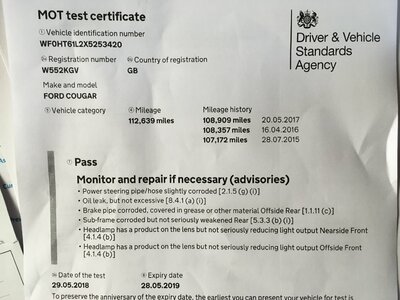 MOT test certificate
① Vehicle identification number
WF0HT61L2X5253420
Driver & Vehicle
Standards
Agency
Registration number
Country of registration
W552KGV
GB
Make and model
FORD COUGAR
⑤ Vehicle category
④ Mileage
Mileage history
112,639 miles
108,909 miles 20.05.2017
108,357 miles 16.04.2016
107,172 miles 28.07.2015
⑦ Pass
Monitor and repair if necessary (advisories)
• Power steering pipe/hose slightly corroded [2.1.5 (g) (i)]
• Oil leak, but not excessive [8.4.1 (a) (i)]
• Brake pipe corroded, covered in grease or other material Offside Rear [1.1.11 (c)]
• Sub-frame corroded but not seriously weakened Rear [5.3.3 (b) (i)]
• Headlamp has a product on the lens but not seriously reducing light output Nearside Front
[4.1.4 (b)]
• Headlamp has a product on the lens but not seriously reducing light output Offside Front
[4.1.4 (b)]
Date of the test
Expiry date
29.05.2018
28.05.2019
To preserve the anniversary of the expiry date, the earliest you can present your vehicle for test is